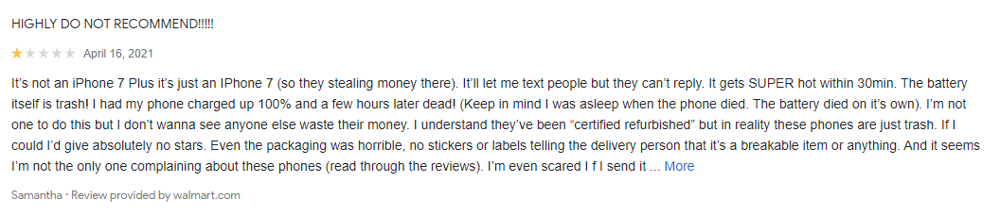 HIGHLY DO NOT RECOMMEND!!!!!
April 16, 2021
It’s not an iPhone 7 Plus it’s just an IPhone 7 (so they stealing money there). It’ll let me text people but they can’t reply. It gets SUPER hot within 30min. The battery
itself is trash! I had my phone charged up 100% and a few hours later dead! (Keep in mind I was asleep when the phone died. The battery died on it’s own). I’m not
one to do this but I don’t wanna see anyone else waste their money. I understand they’ve been “certified refurbished” but in reality these phones are just trash. If I
could I’d give absolutely no stars. Even the packaging was horrible, no stickers or labels telling the delivery person that it’s a breakable item or anything. And it seems
I’m not the only one complaining about these phones (read through the reviews). I’m even scared I f I send it ... More
Samantha · Review provided by walmart.com